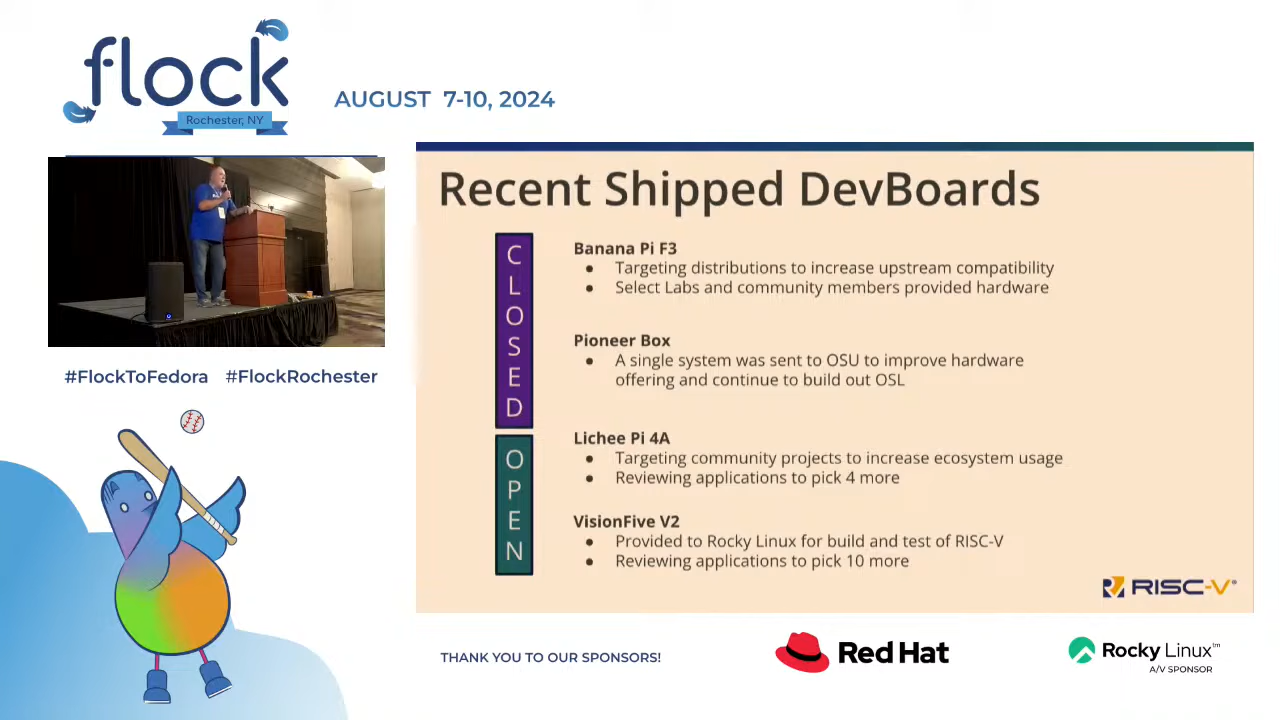 flock
Rochester, NY
AUGUST 7-10, 2024
#FlockToFedora #FlockRochester
Recent Shipped DevBoards
CLOSED
Banana Pi F3
● Targeting distributions to increase upstream compatibility
● Select Labs and community members provided hardware
Pioneer Box
● A single system was sent to OSU to improve hardware
offering and continue to build out OSL
OPEN
Lichee Pi 4A
● Targeting community projects to increase ecosystem usage
● Reviewing applications to pick 4 more
VisionFive V2
● Provided to Rocky Linux for build and test of RISC-V
● Reviewing applications to pick 10 more
RISC-V®
THANK YOU TO OUR SPONSORS!
Red Hat
Rocky Linux™
A/V SPONSOR